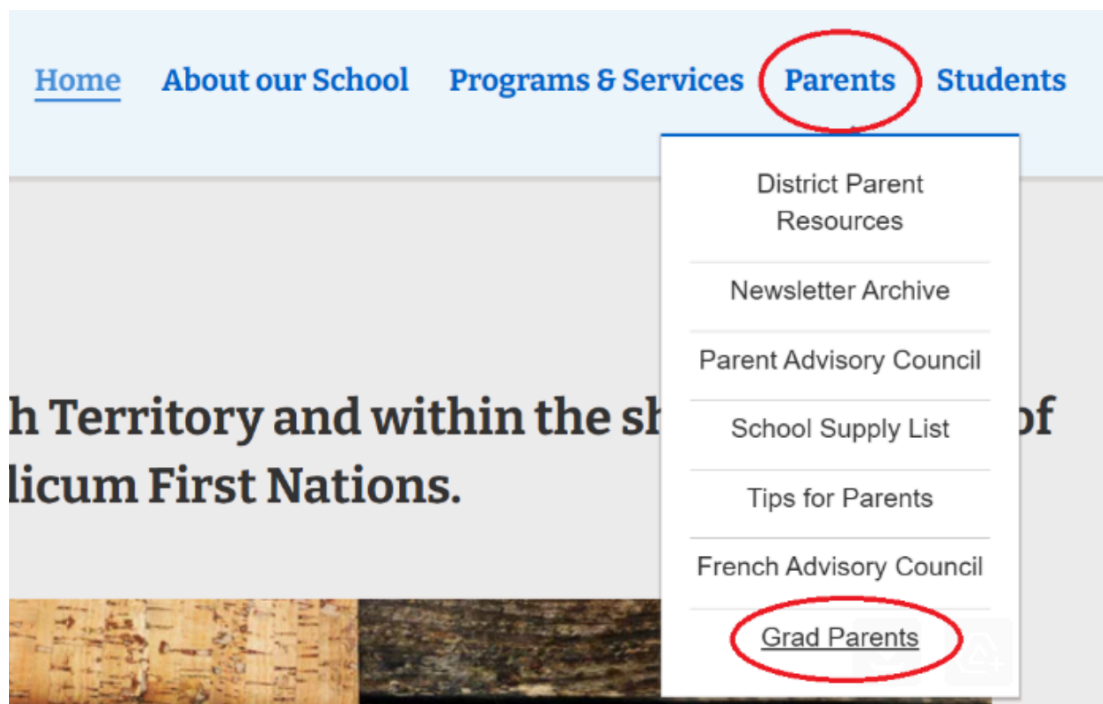 Home About our School Programs & Services Parents Students
District Parent
Resources
Newsletter Archive
Parent Advisory Council
h Territory and within the sh of
School Supply List
licum First Nations.
Tips for Parents
French Advisory Council
Grad Parents